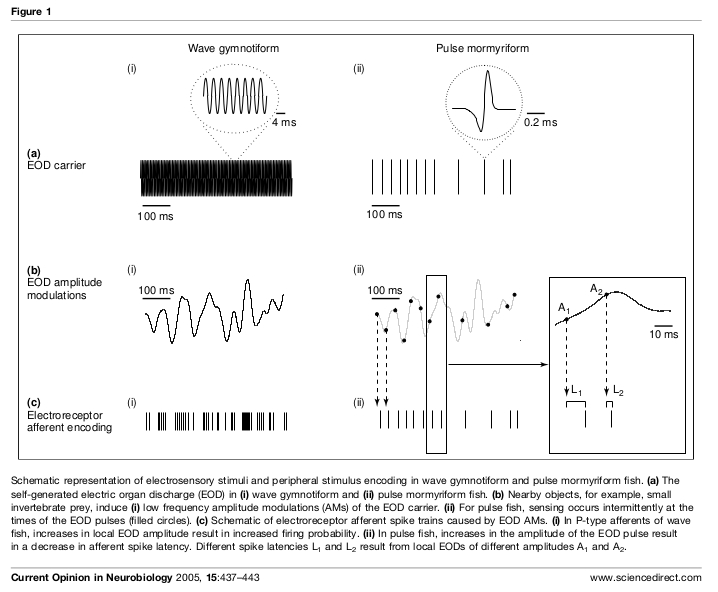 Figure 1
Wave gymnotiform
Pulse mormyriform
(i)
(ii)
4 ms
0.2 ms
(a)
EOD carrier
100 ms
100 ms
(b)
EOD amplitude
modulations
(i)
(ii)
100 ms
100 ms
A1
A2
10 ms
L1
L2
(c)
Electroreceptor
afferent encoding
(i)
(ii)
Schematic representation of electrosensory stimuli and peripheral stimulus encoding in wave gymnotiform and pulse mormyriform fish. (a) The
self-generated electric organ discharge (EOD) in (i) wave gymnotiform and (ii) pulse mormyriform fish. (b) Nearby objects, for example, small
invertebrate prey, induce (i) low frequency amplitude modulations (AMs) of the EOD carrier. (ii) For pulse fish, sensing occurs intermittently at the
times of the EOD pulses (filled circles). (c) Schematic of electroreceptor afferent spike trains caused by EOD AMs. (i) In P-type afferents of wave
fish, increases in local EOD amplitude result in increased firing probability. (ii) In pulse fish, increases in the amplitude of the EOD pulse result
in a decrease in afferent spike latency. Different spike latencies L1 and L2 result from local EODs of different amplitudes A1 and A2.
Current Opinion in Neurobiology 2005, 15:437–443
www.sciencedirect.com